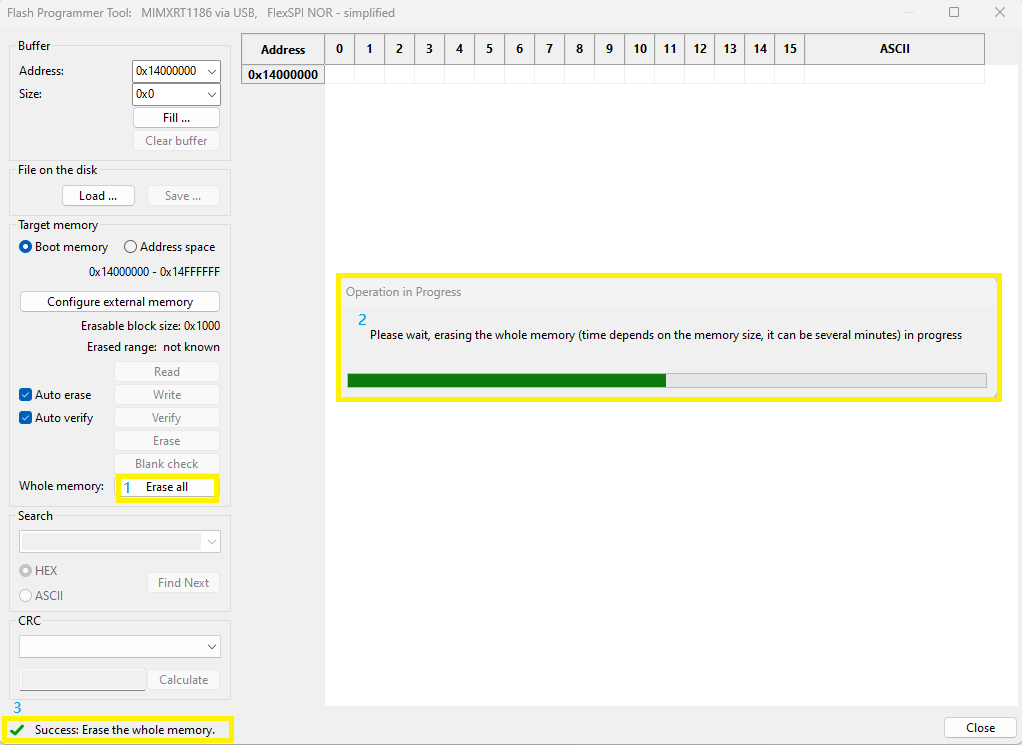 Flash Programmer Tool:   MIMXRT1186 via USB,   FlexSPI NOR - simplified
Buffer
Address: 0x14000000
Size: 0x0
Fill ...
Clear buffer
File on the disk
Load ... Save ...
Target memory
Boot memory Address space
0x14000000 - 0x14FFFFFF
Configure external memory
Erasable block size: 0x1000
Erased range:  not known
Read
Auto erase Write
Auto verify Verify
Erase
Blank check
Whole memory: 1 Erase all
Search
HEX
Find Next
ASCII
CRC
Calculate
3
Success: Erase the whole memory.
Address 0 1 2 3 4 5 6 7 8 9 10 11 12 13 14 15 ASCII
0x14000000
Operation in Progress
2
Please wait, erasing the whole memory (time depends on the memory size, it can be several minutes) in progress
Close